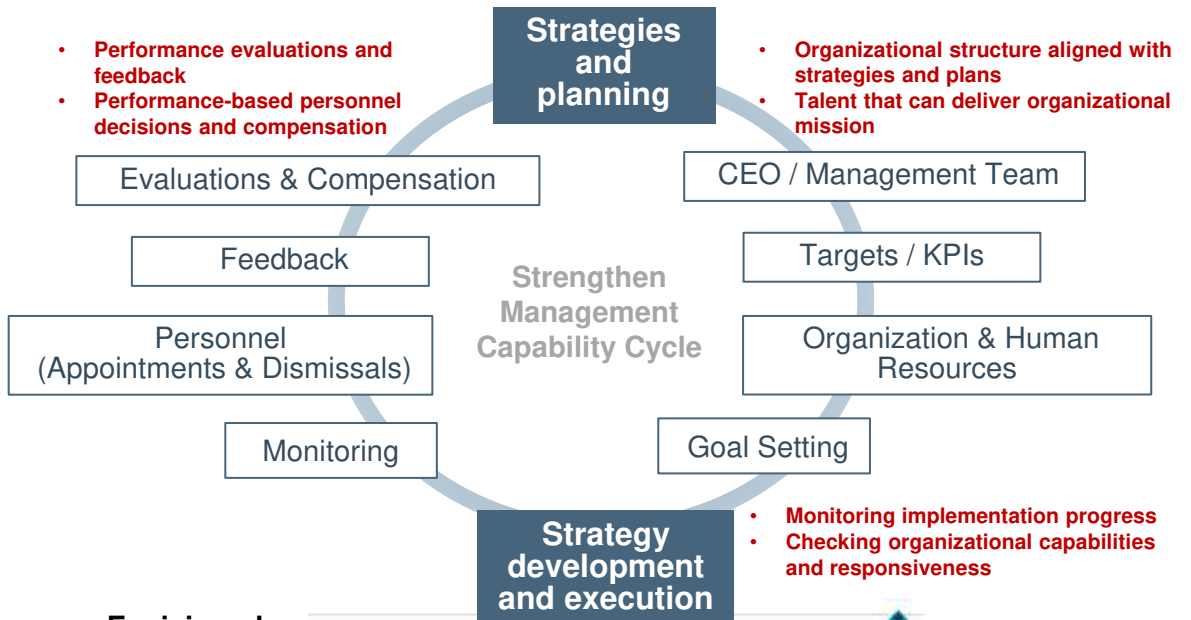 Strategies
and
planning
• Performance evaluations and
feedback
• Performance-based personnel
decisions and compensation
• Organizational structure aligned with
strategies and plans
• Talent that can deliver organizational
mission
Evaluations & Compensation
CEO / Management Team
Feedback
Targets / KPIs
Strengthen
Management
Capability Cycle
Personnel
(Appointments & Dismissals)
Organization & Human
Resources
Monitoring
Goal Setting
Strategy
development
and execution
• Monitoring implementation progress
• Checking organizational capabilities
and responsiveness